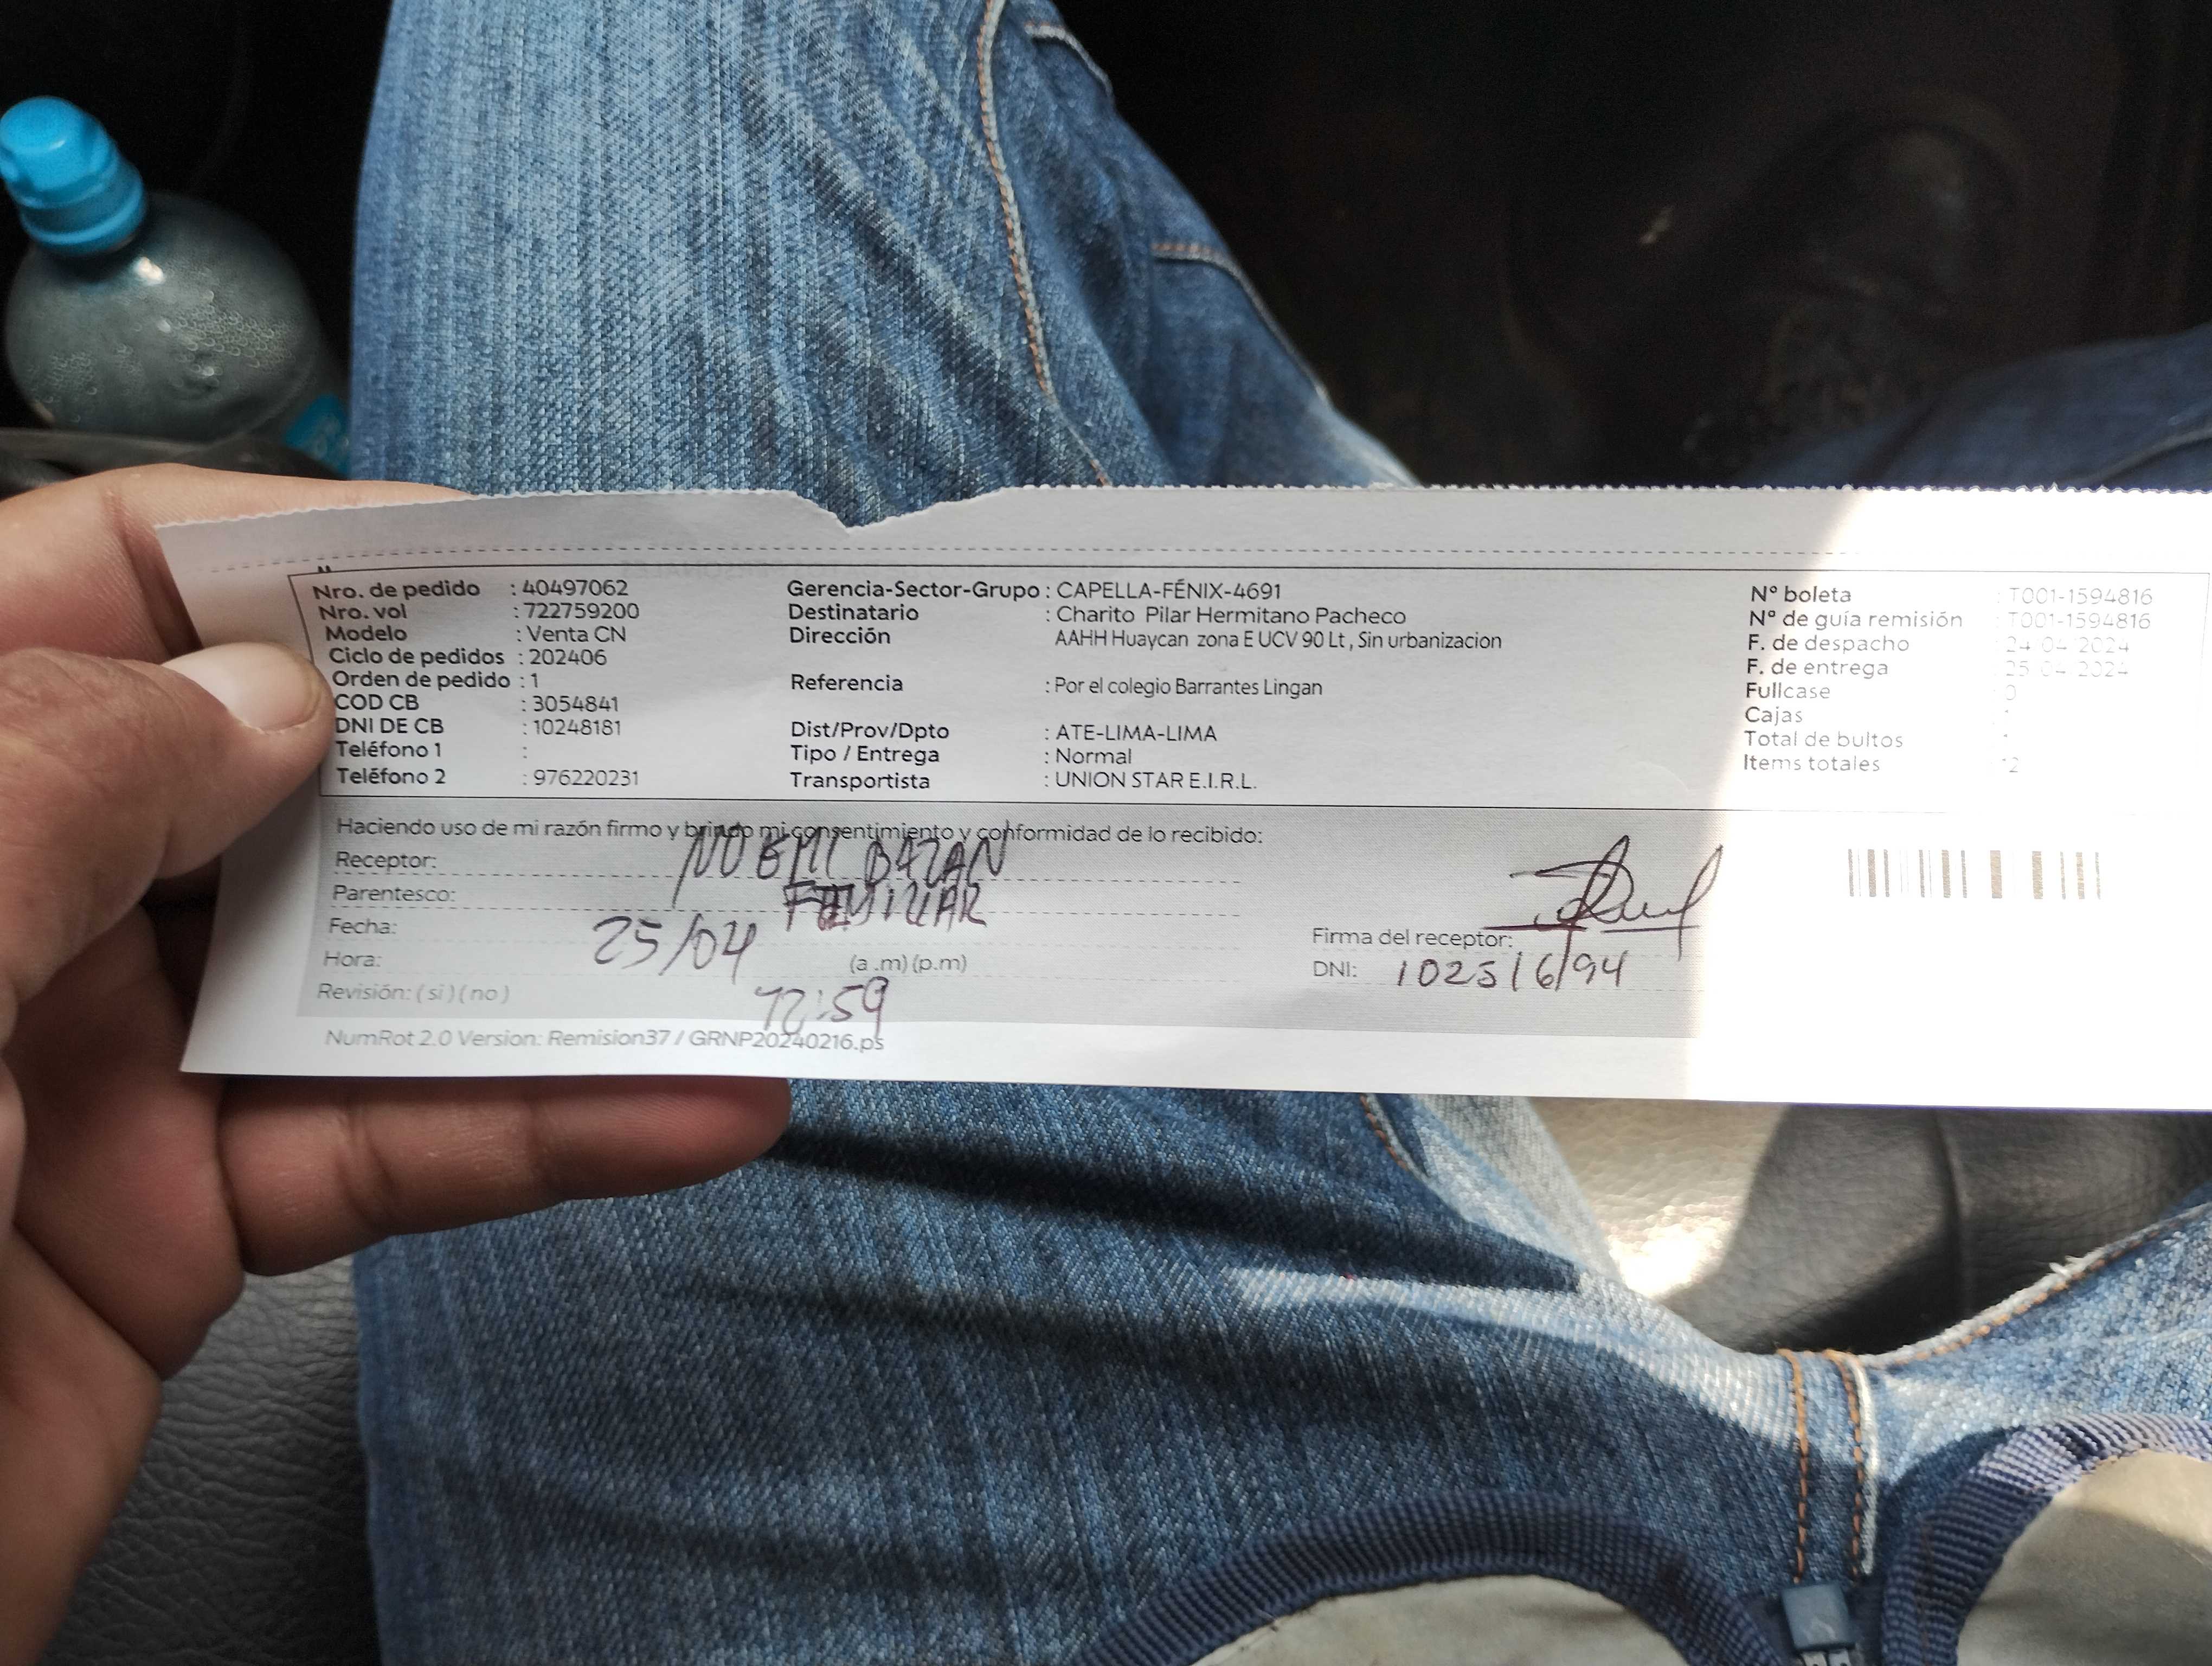 Nro. de pedido : 40497062
Nro. vol : 722759200
Modelo : Venta CN
Ciclo de pedidos : 202406
Orden de pedido : 1
COD CB : 3054841
DNI DE CB : 10248181
Teléfono 1 :
Teléfono 2 : 976220231
Gerencia-Sector-Grupo : CAPELLA-FÉNIX-4691
Destinatario : Charito Pilar Hermitano Pacheco
Dirección AAHH Huaycan zona E UCV 90 Lt , Sin urbanizacion
Referencia : Por el colegio Barrantes Lingan
Dist/Prov/Dpto : ATE-LIMA-LIMA
Tipo / Entrega : Normal
Transportista : UNION STAR E.I.R.L.
Nº boleta : T001-1594816
Nº de guía remisión : T001-1594816
F. de despacho 24 04 2024
F. de entrega 25 04 2024
Fullcase
Cajas
Total de bultos
Items totales
Haciendo uso de mi razón firmo y brindo mi consentimiento y conformidad de lo recibido:
Receptor: NOEMI BAZAN
Parentesco: FAMILIAR
Fecha: 25/04
Hora: (a .m) (p.m)
12:59
Revisión: ( si ) ( no )
Firma del receptor:
DNI: 10251694
NumRot 2.0 Version: Remision37 / GRNP20240216.ps